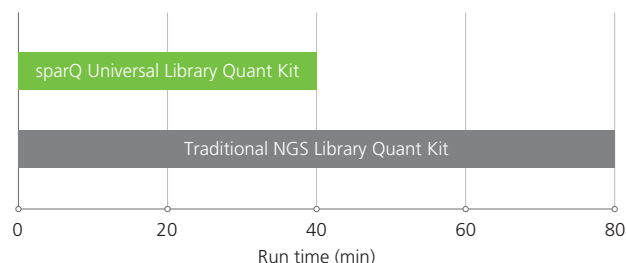 sparQ Universal Library Quant Kit
Traditional NGS Library Quant Kit
0 20 40 60 80
Run time (min)